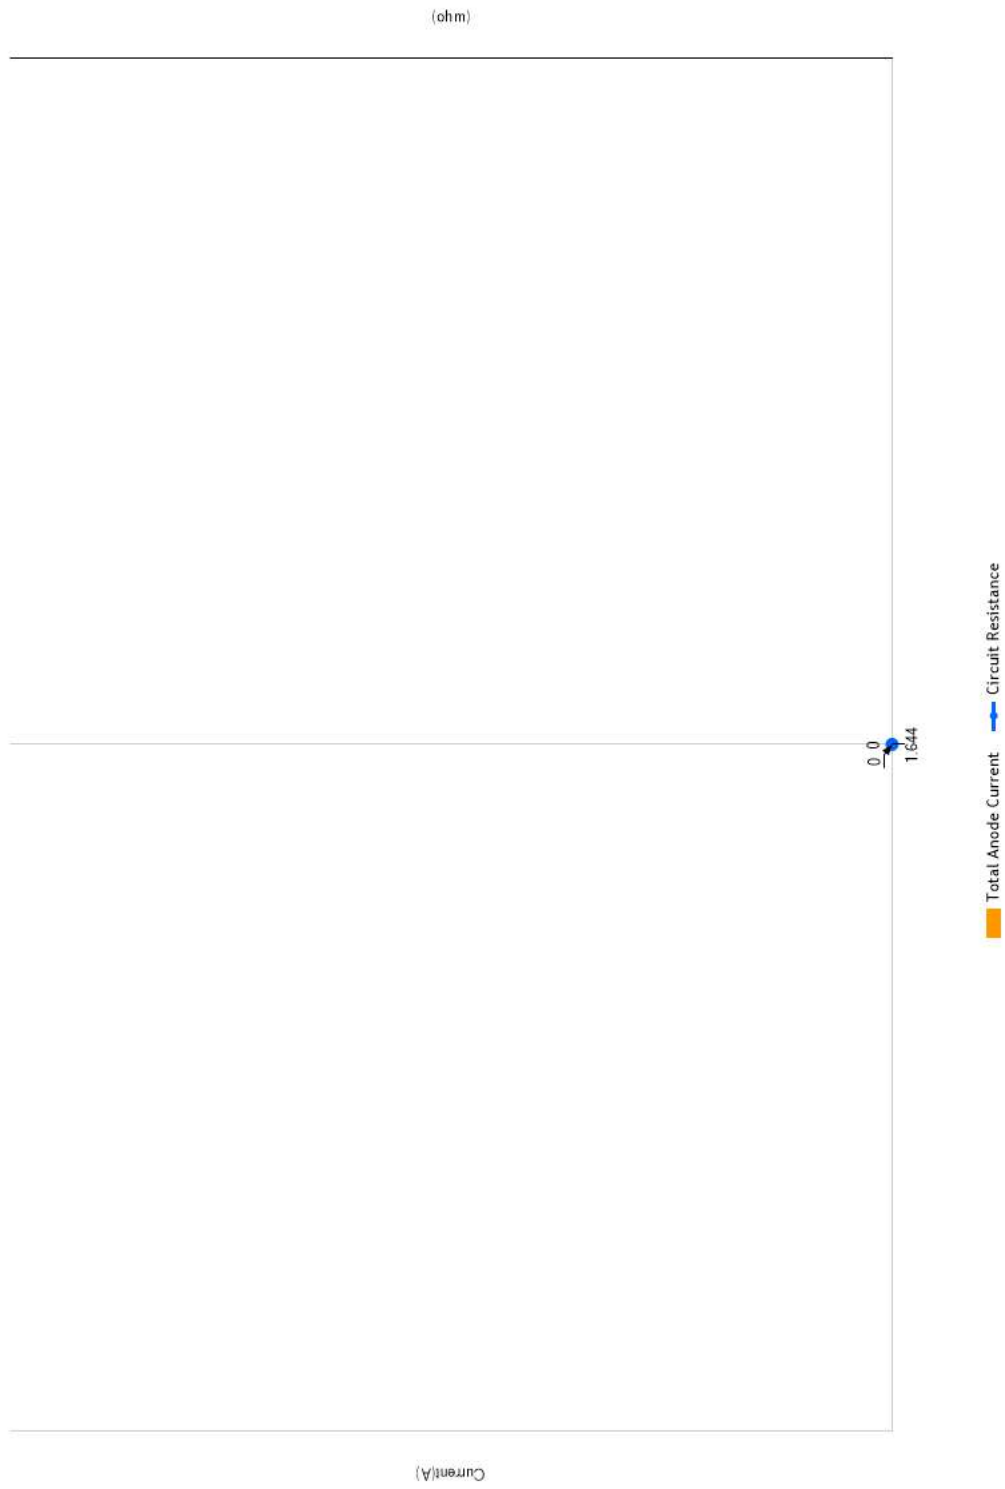 (ohm)
Current(A)
0
0
1.644
Total Anode Current
Circuit Resistance